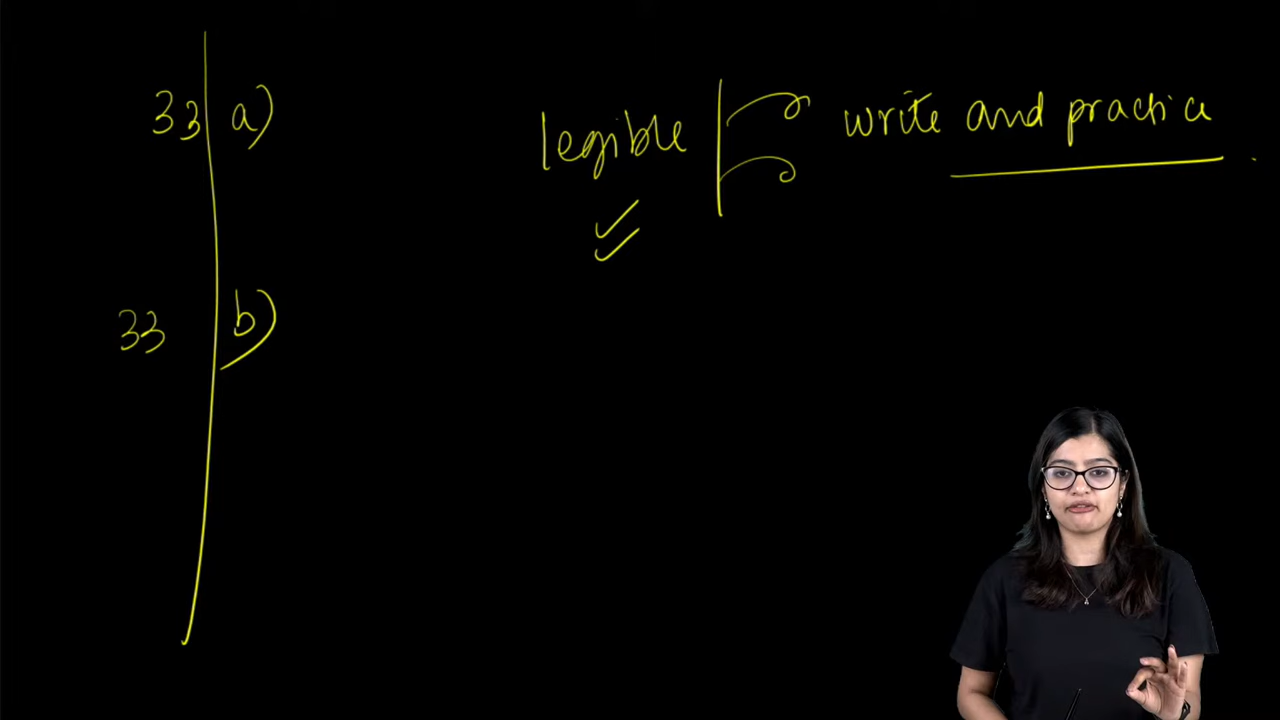 33 a)
legible
write and practice
33 b)